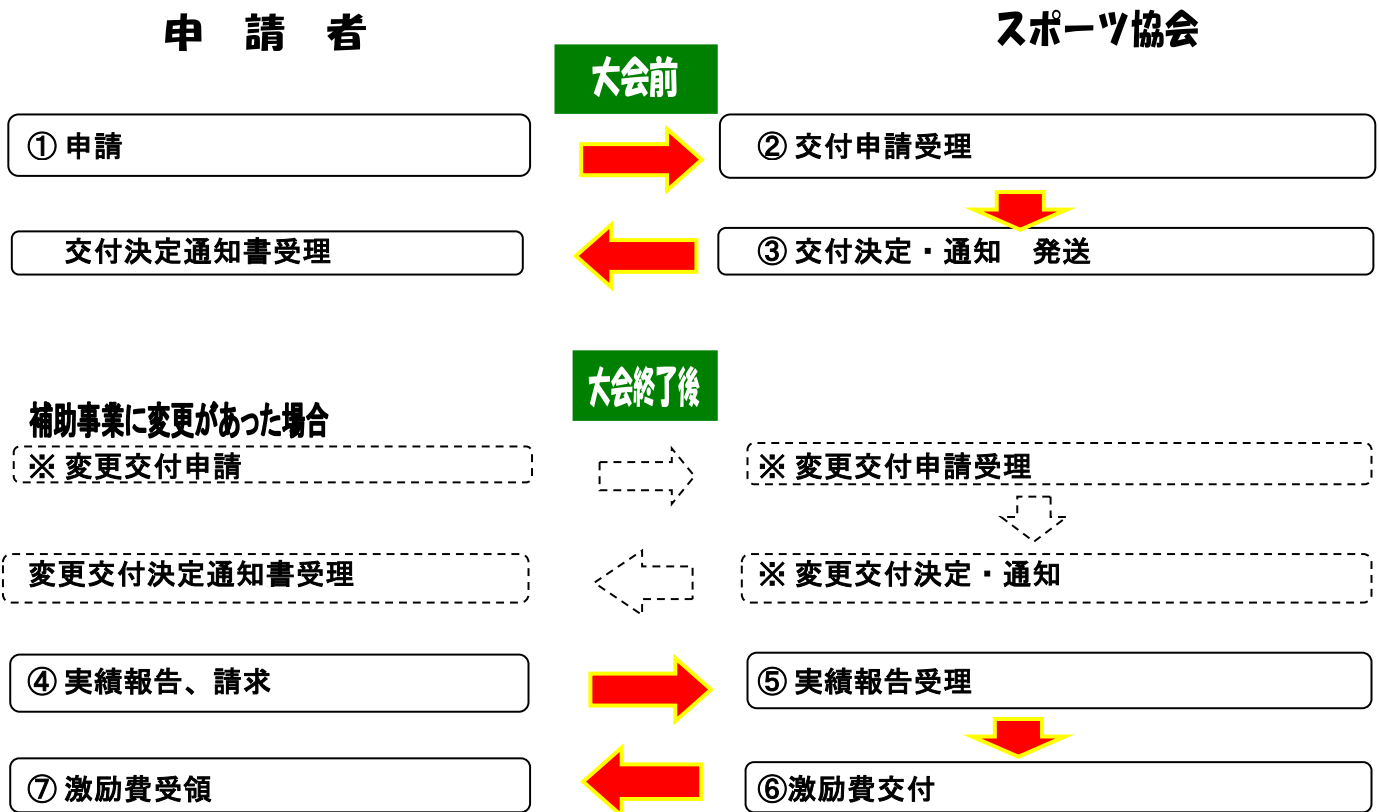 申 請 者
スポーツ協会
大会前
① 申請
② 交付申請受理
交付決定通知書受理
③ 交付決定・通知　発送
大会終了後
補助事業に変更があった場合
※ 変更交付申請
※ 変更交付申請受理
変更交付決定通知書受理
※ 変更交付決定・通知
④ 実績報告、請求
⑤ 実績報告受理
⑦ 激励費受領
⑥激励費交付